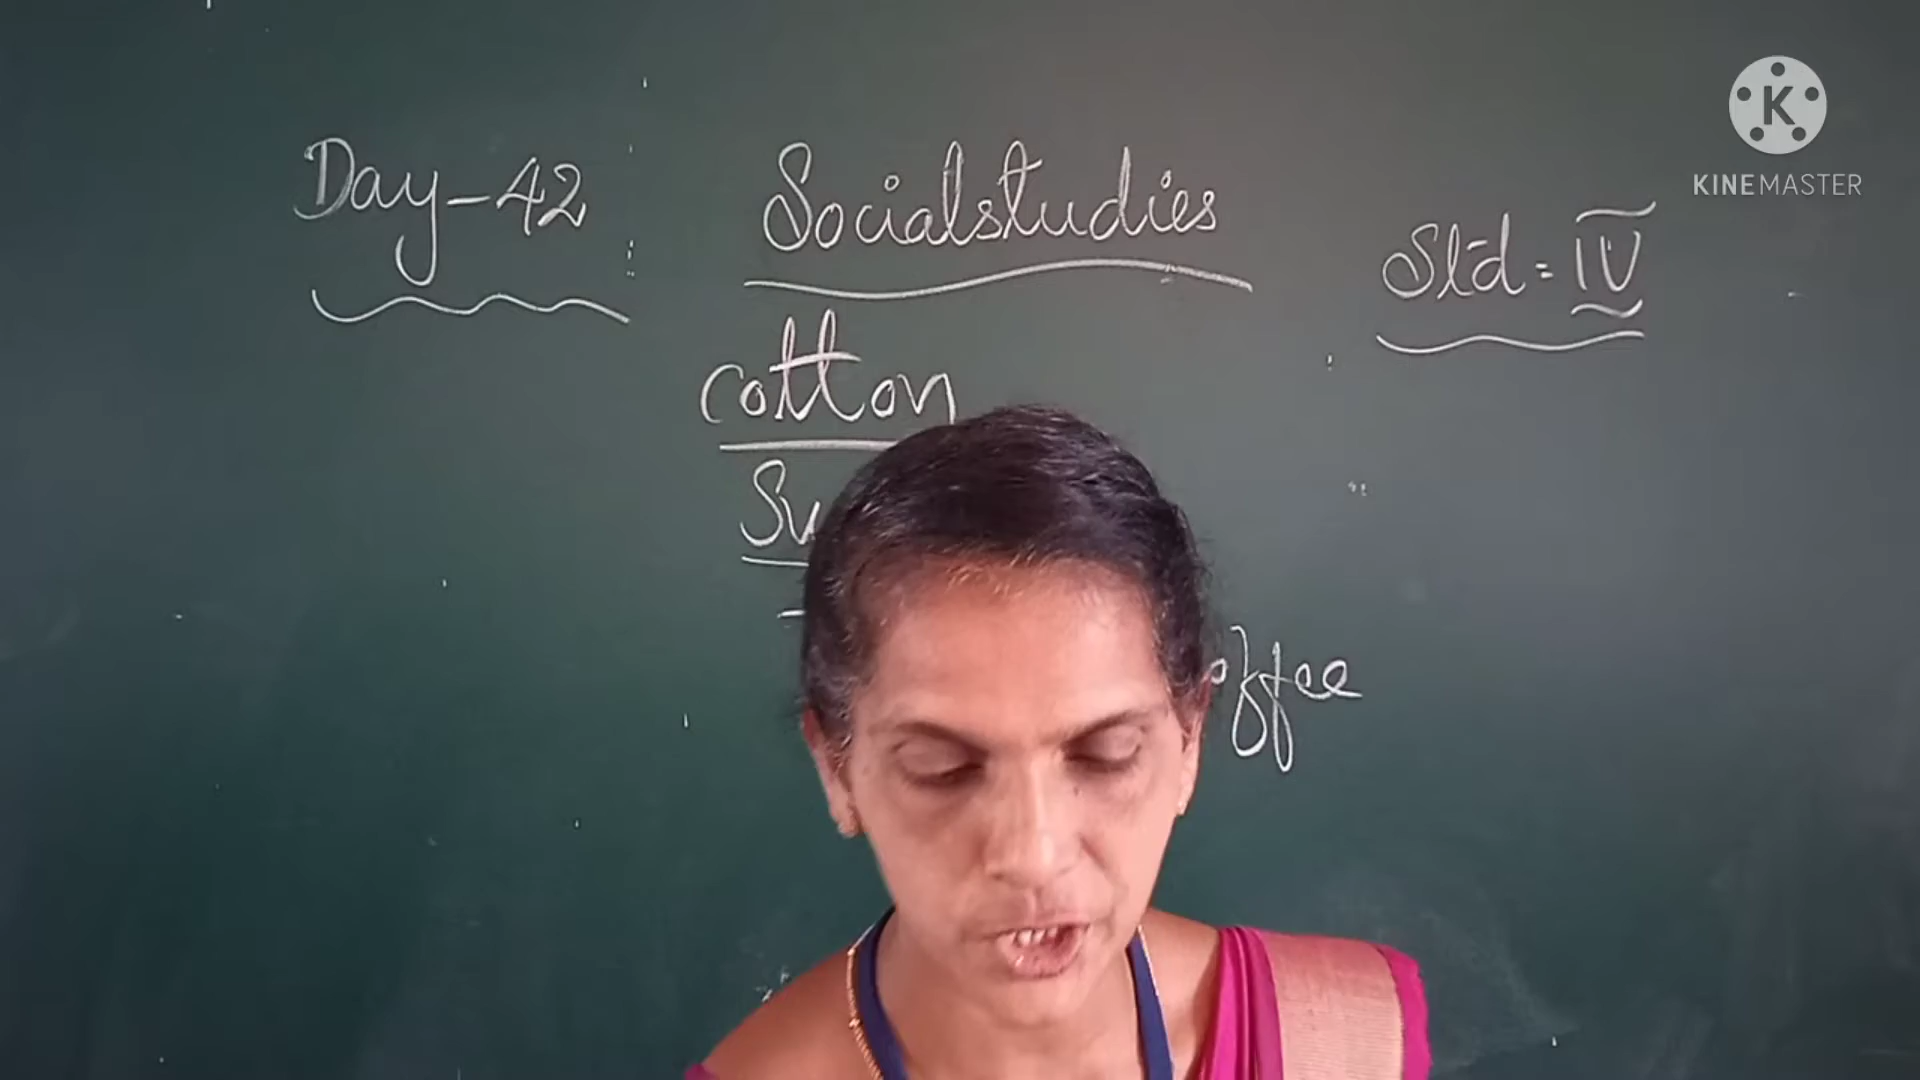 Day-42
Socialstudies
Std = IV
cotton
KINEMASTER